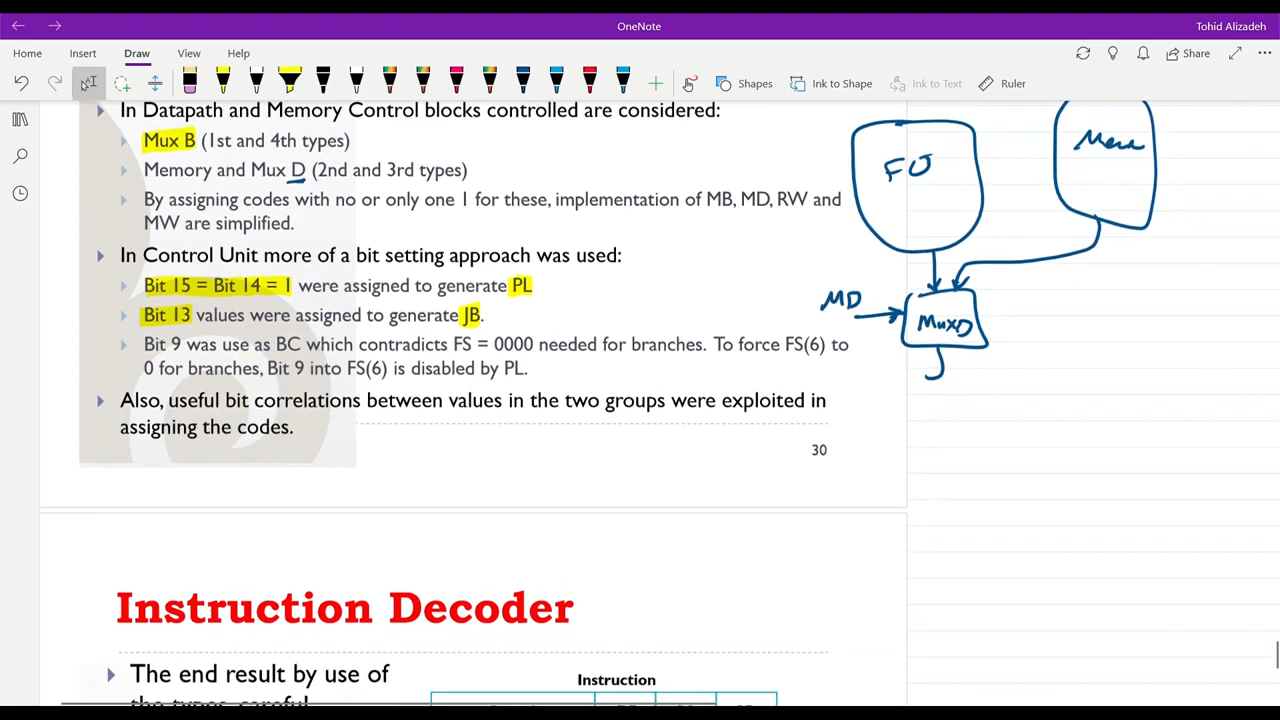 OneNote
Tohid Alizadeh
Home
Insert
Draw
View
Help
Share
Shapes
Ink to Shape
Ink to Text
Ruler
In Datapath and Memory Control blocks controlled are considered:
Mux B (1st and 4th types)
Memory and Mux D (2nd and 3rd types)
By assigning codes with no or only one 1 for these, implementation of MB, MD, RW and
MW are simplified.
In Control Unit more of a bit setting approach was used:
Bit 15 = Bit 14 = 1 were assigned to generate PL
Bit 13 values were assigned to generate JB.
Bit 9 was use as BC which contradicts FS = 0000 needed for branches. To force FS(6) to
0 for branches, Bit 9 into FS(6) is disabled by PL.
Also, useful bit correlations between values in the two groups were exploited in
assigning the codes.
30
FU
MD
MuxD
Instruction Decoder
The end result by use of
the types, careful
Instruction